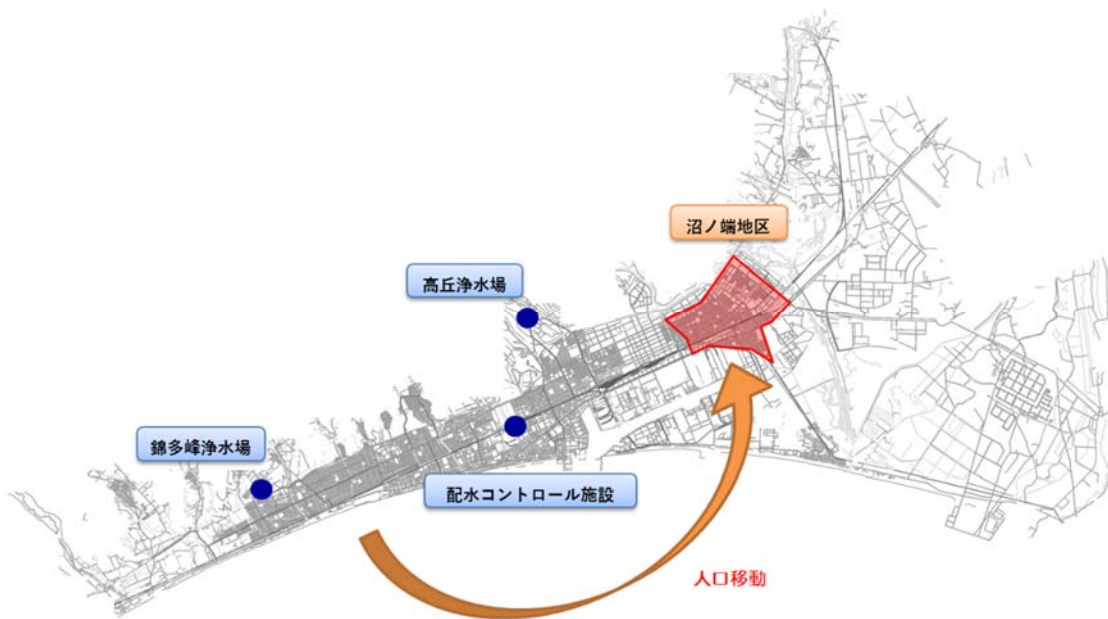 沼ノ端地区
高丘浄水場
錦多峰浄水場
配水コントロール施設
人口移動